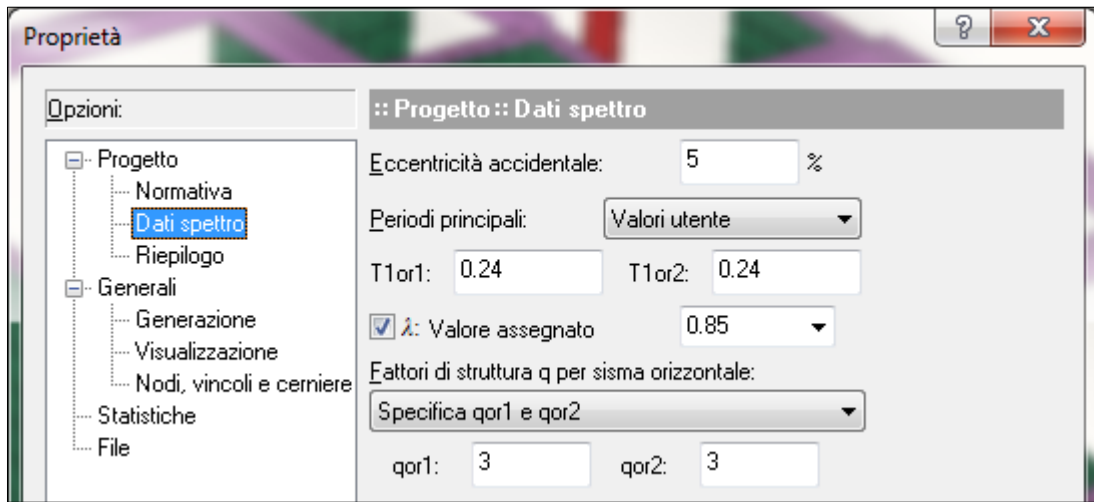 Proprietà
Opzioni:
Progetto
Normativa
Dati spettro
Riepilogo
Generali
Generazione
Visualizzazione
Nodi, vincoli e cerniere
Statistiche
File
:: Progetto :: Dati spettro
Eccentricità accidentale: 5 %
Periodi principali: Valori utente
T1or1: 0.24 T1or2: 0.24
λ: Valore assegnato 0.85
Fattori di struttura q per sisma orizzontale:
Specifica qor1 e qor2
qor1: 3 qor2: 3